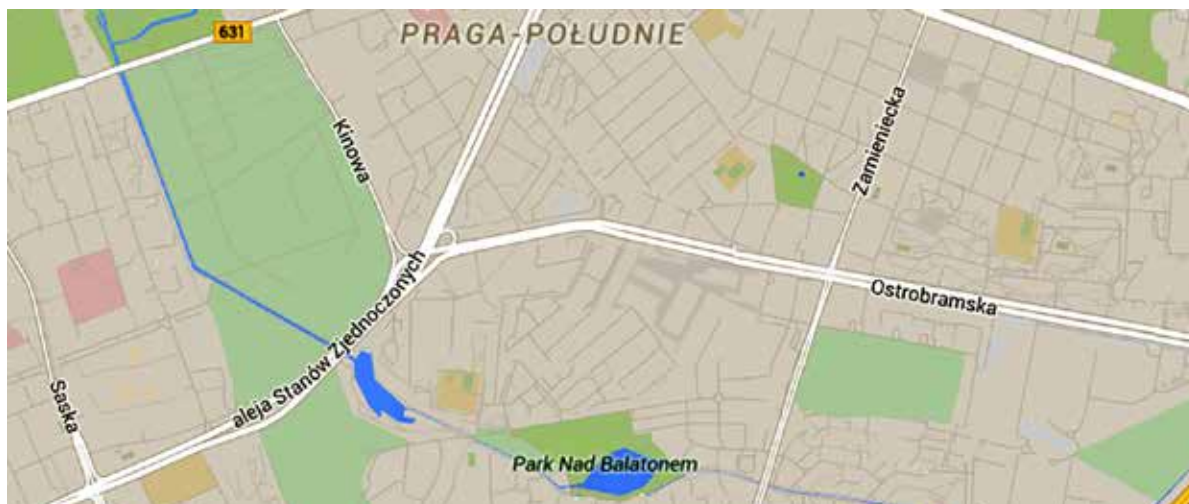 631
PRAGA-POŁUDNIE
Kinowa
Zamieniecka
aleja Stanów Zjednoczonych
Ostrobramska
Saska
Park Nad Balatonem